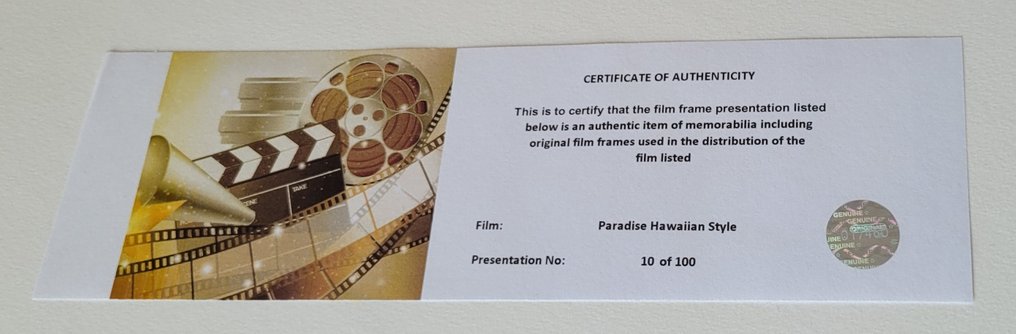 CERTIFICATE OF AUTHENTICITY
This is to certify that the film frame presentation listed
below is an authentic item of memorabilia including
original film frames used in the distribution of the
film listed
TAKE
Film: Paradise Hawaiian Style
Presentation No: 10 of 100
GENUINE
GENUINE